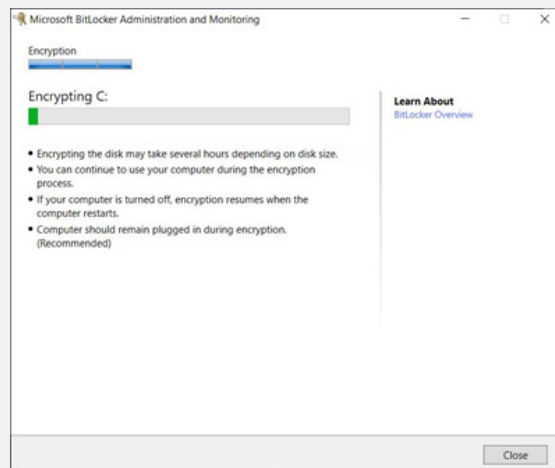 Microsoft BitLocker Administration and Monitoring
Encryption
Encrypting C:
• Encrypting the disk may take several hours depending on disk size.
• You can continue to use your computer during the encryption
process.
• If your computer is turned off, encryption resumes when the
computer restarts.
• Computer should remain plugged in during encryption.
(Recommended)
Learn About
BitLocker Overview
Close